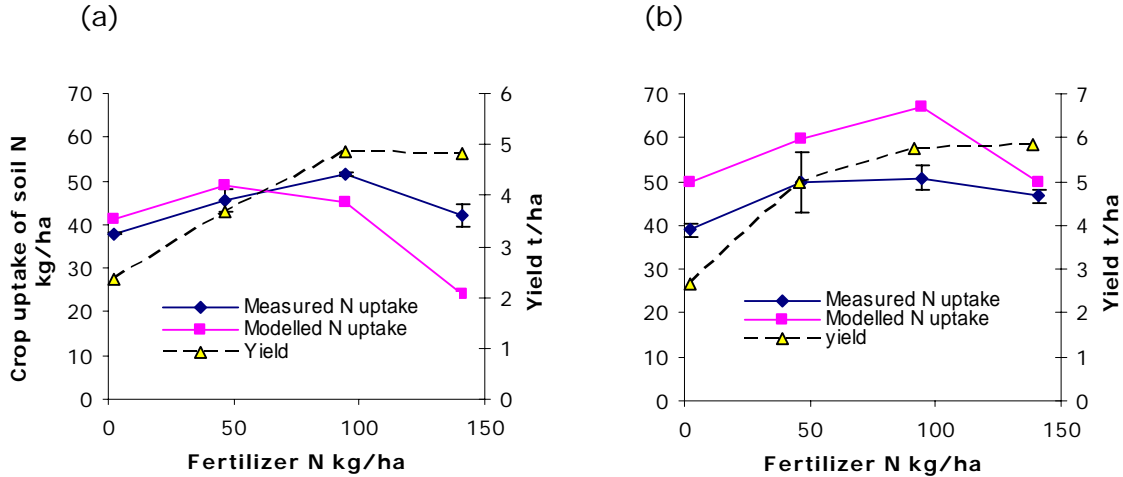 (a)
70
60
50
40
30
20
10
0
Crop uptake of soil N
kg/ha
6
5
4
3
2
1
0
Yield t/ha
Measured N uptake
Modelled N uptake
Yield
0
50
100
150
Fertilizer N kg/ha
(b)
70
60
50
40
30
20
10
0
7
6
5
4
3
2
1
0
Yield t/ha
Measured N uptake
Modelled N uptake
yield
0
50
100
150
Fertilizer N kg/ha